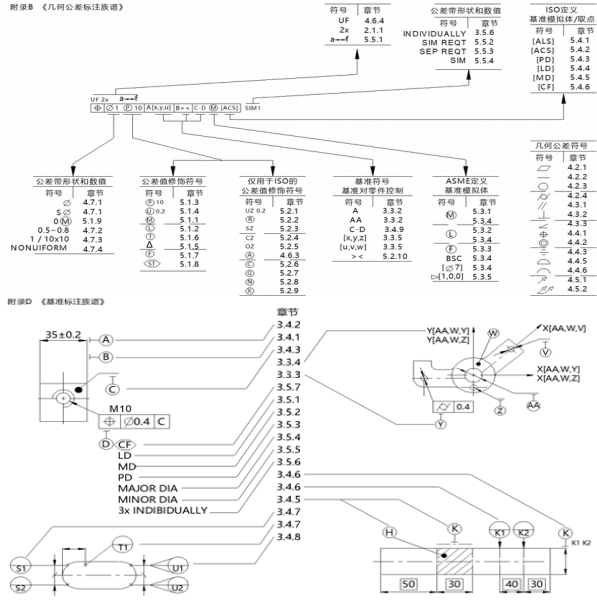 附录B 《几何公差标注族谱》
符号 章节
UF 4.6.4
2x 2.1.1
a↔f 5.5.1
公差带形状和数值
符号 章节
INDIVIDUALLY 3.5.6
SIM REQT 5.5.2
SEP REQT 5.5.3
SIM 5.5.4
ISO定义
基准模拟体/取点
符号 章节
[ALS] 5.4.1
[ACS] 5.4.2
[PD] 5.4.3
[LD] 5.4.4
[MD] 5.4.5
[CF] 5.4.6
UF 2x a↔f
⌖ ∅1 Ⓟ 10 A[x,y,u] B>< C-D Ⓜ [ACS] SIM1
公差带形状和数值
符号 章节
∅ 4.7.1
S∅ 4.7.1
0Ⓜ 5.1.9
0.5~0.8 4.7.2
1 / 10x10 4.7.3
NONUIFORM 4.7.4
公差值修饰符号
符号 章节
Ⓟ10 5.1.3
Ⓤ0.2 5.1.4
Ⓜ 5.1.1
Ⓛ 5.1.2
Ⓣ 5.1.6
Δ 5.1.5
Ⓕ 5.1.7
ST 5.1.8
仅用于ISO的
公差值修饰符号
符号 章节
UZ 0.2 5.2.1
Ⓡ 5.2.2
SZ 5.2.3
CZ 5.2.4
OZ 5.2.5
Ⓐ 4.6.3
Ⓒ 5.2.6
Ⓖ 5.2.7
Ⓝ 5.2.8
Ⓧ 5.2.9
基准符号
基准对零件控制
符号 章节
A 3.3.2
AA 3.3.2
C-D 3.4.9
[x,y,z] 3.3.5
[u,v,w] 3.3.5
>< 5.2.10
ASME定义
基准模拟体
符号 章节
Ⓜ 5.3.1
5.3.4
Ⓛ 5.3.2
5.3.4
Ⓕ 5.3.3
BSC 5.3.4
[∅7] 5.3.4
▷[1,0,0] 5.3.5
几何公差符号
符号 章节
⏥ 4.2.1
⏤ 4.2.2
○ 4.2.3
⌭ 4.2.4
∥ 4.3.1
⊥ 4.3.2
∠ 4.3.3
⌖ 4.4.1
◎ 4.4.2
⌯ 4.4.3
⌒ 4.4.5
⌓ 4.4.6
↗ 4.5.1
⌰ 4.5.2
附录D 《基准标注族谱》
章节
3.4.2
3.4.1
3.4.3
3.3.4
3.3.3
3.5.7
3.5.1
3.5.2
3.5.3
3.5.4
3.5.5
3.5.6
3.4.6
3.4.4
3.4.5
3.4.7
3.4.7
3.4.8
35±0.2
A
B
C
M10
⌖ ∅0.4 C
D CF
LD
MD
PD
MAJOR DIA
MINOR DIA
3x INDIBIDUALLY
T1
S1
S2
U1
U2
Y[AA,W,Y]
Y[AA,W,Z]
W
X[AA,W,V]
V
X[AA,W,Y]
X[AA,W,Z]
⌭ 0.4
Y
Z
AA
H
K
K1
K2
K
K1 K2
50
30
40
30